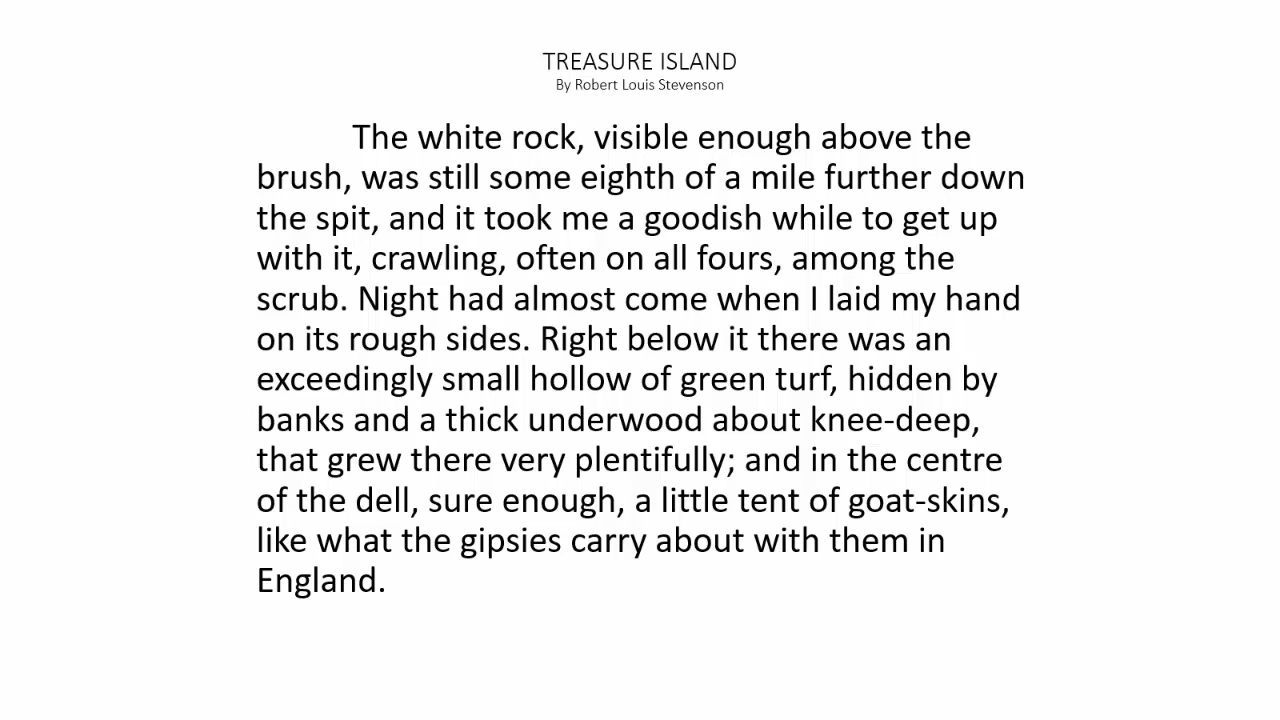 TREASURE ISLAND
By Robert Louis Stevenson
The white rock, visible enough above the
brush, was still some eighth of a mile further down
the spit, and it took me a goodish while to get up
with it, crawling, often on all fours, among the
scrub. Night had almost come when I laid my hand
on its rough sides. Right below it there was an
exceedingly small hollow of green turf, hidden by
banks and a thick underwood about knee-deep,
that grew there very plentifully; and in the centre
of the dell, sure enough, a little tent of goat-skins,
like what the gipsies carry about with them in
England.